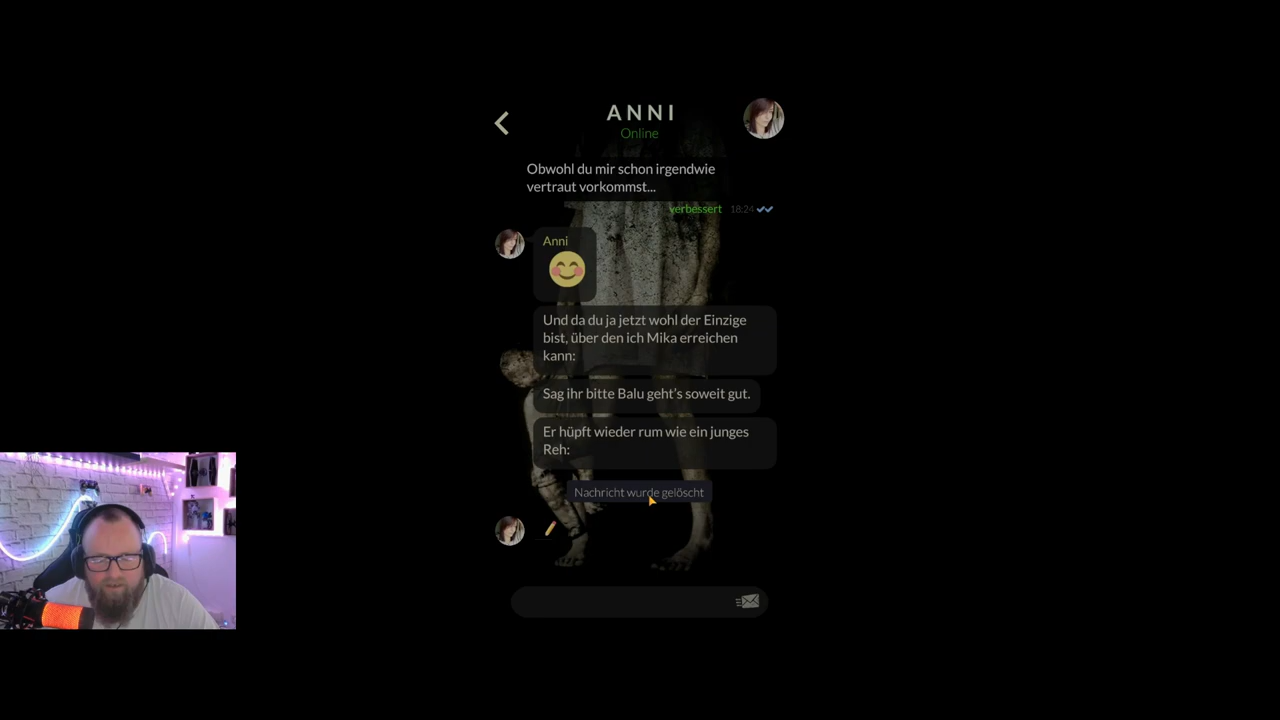 ANNI
Online
Obwohl du mir schon irgendwie
vertraut vorkommst...
verbessert 18:24
Anni
Und da du ja jetzt wohl der Einzige
bist, über den ich Mika erreichen
kann:
Sag ihr bitte Balu geht's soweit gut.
Er hüpft wieder rum wie ein junges
Reh:
Nachricht wurde gelöscht